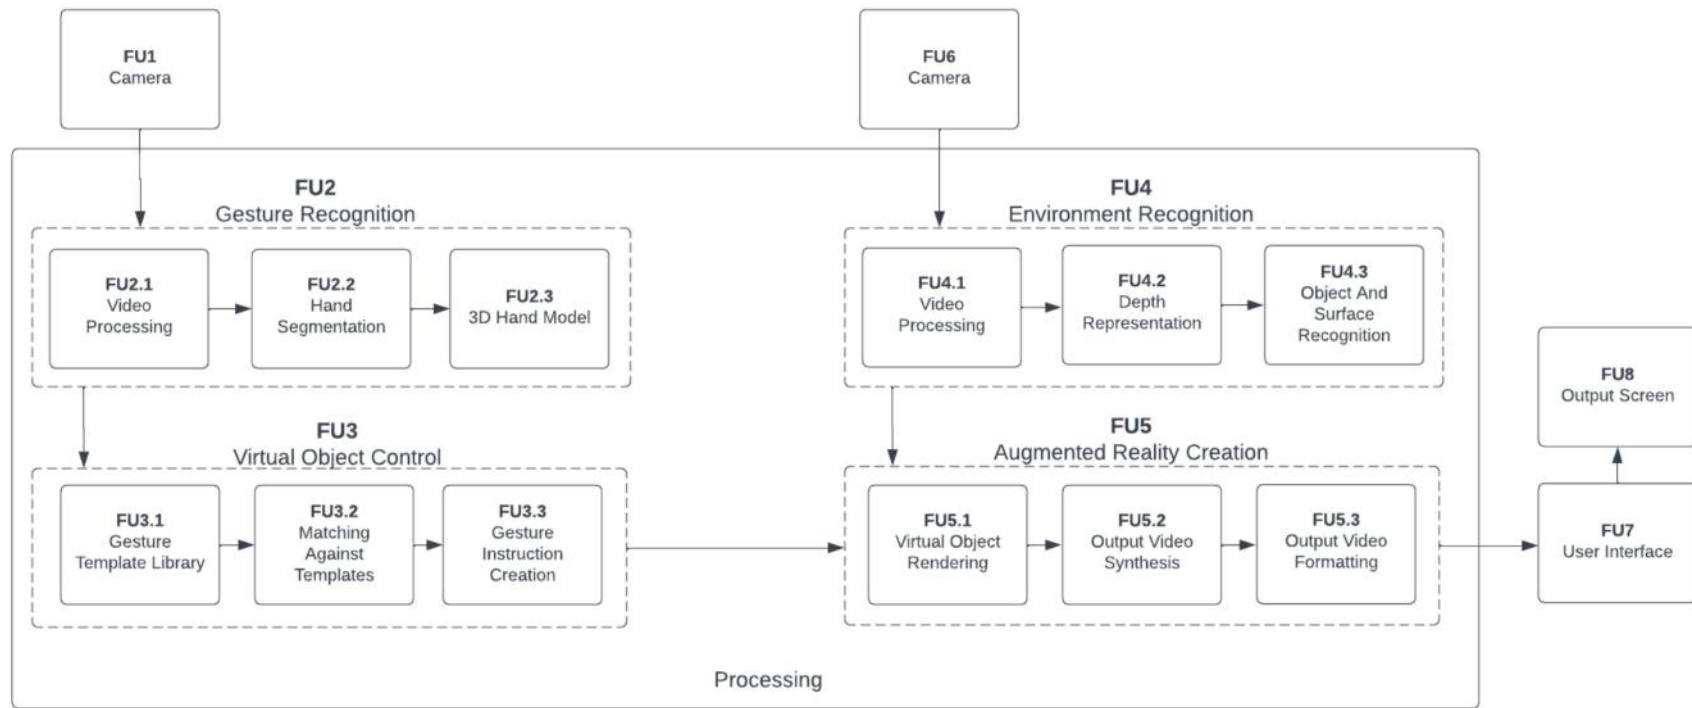 FU1
Camera
FU6
Camera
FU2
Gesture Recognition
FU4
Environment Recognition
FU2.1
Video
Processing
FU2.2
Hand
Segmentation
FU2.3
3D Hand Model
FU4.1
Video
Processing
FU4.2
Depth
Representation
FU4.3
Object And
Surface
Recognition
FU3
Virtual Object Control
FU5
Augmented Reality Creation
FU8
Output Screen
FU3.1
Gesture
Template Library
FU3.2
Matching
Against
Templates
FU3.3
Gesture
Instruction
Creation
FU5.1
Virtual Object
Rendering
FU5.2
Output Video
Synthesis
FU5.3
Output Video
Formatting
FU7
User Interface
Processing